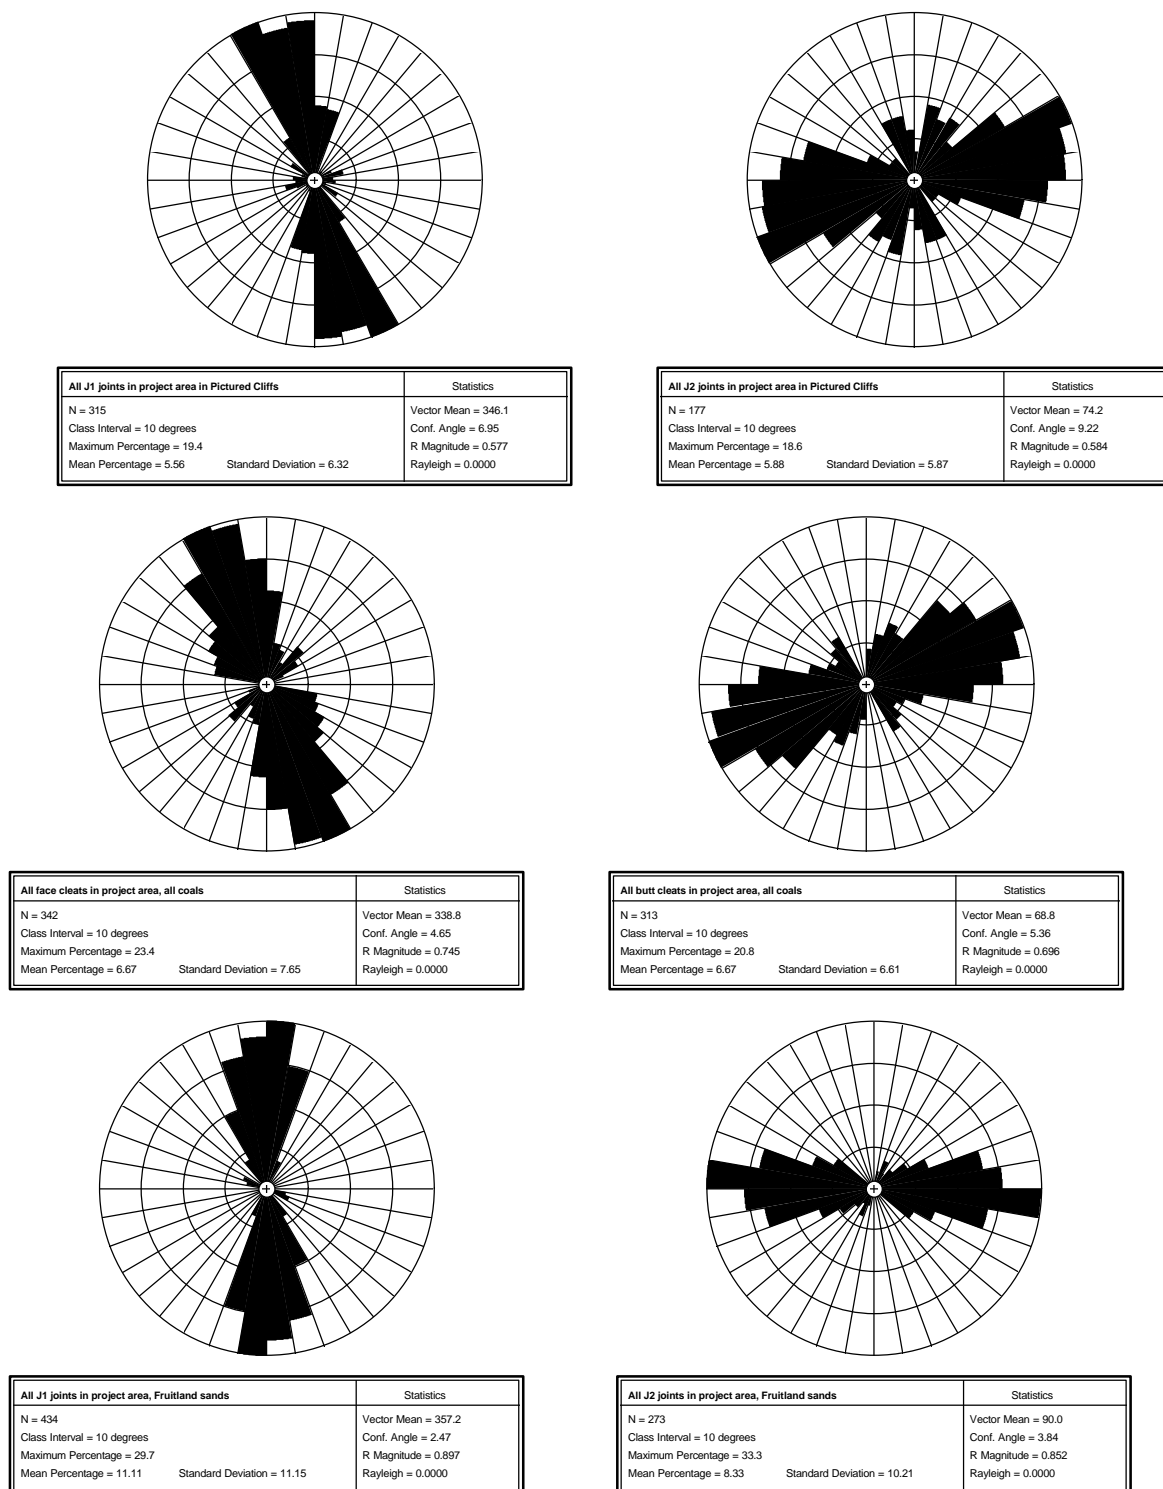 All J1 joints in project area in Pictured Cliffs
Statistics
N = 315
Class Interval = 10 degrees
Maximum Percentage = 19.4
Mean Percentage = 5.56 Standard Deviation = 6.32
Vector Mean = 346.1
Conf. Angle = 6.95
R Magnitude = 0.577
Rayleigh = 0.0000
All J2 joints in project area in Pictured Cliffs
Statistics
N = 177
Class Interval = 10 degrees
Maximum Percentage = 18.6
Mean Percentage = 5.88 Standard Deviation = 5.87
Vector Mean = 74.2
Conf. Angle = 9.22
R Magnitude = 0.584
Rayleigh = 0.0000
All face cleats in project area, all coals
Statistics
N = 342
Class Interval = 10 degrees
Maximum Percentage = 23.4
Mean Percentage = 6.67 Standard Deviation = 7.65
Vector Mean = 338.8
Conf. Angle = 4.65
R Magnitude = 0.745
Rayleigh = 0.0000
All butt cleats in project area, all coals
Statistics
N = 313
Class Interval = 10 degrees
Maximum Percentage = 20.8
Mean Percentage = 6.67 Standard Deviation = 6.61
Vector Mean = 68.8
Conf. Angle = 5.36
R Magnitude = 0.696
Rayleigh = 0.0000
All J1 joints in project area, Fruitland sands
Statistics
N = 434
Class Interval = 10 degrees
Maximum Percentage = 29.7
Mean Percentage = 11.11 Standard Deviation = 11.15
Vector Mean = 357.2
Conf. Angle = 2.47
R Magnitude = 0.897
Rayleigh = 0.0000
All J2 joints in project area, Fruitland sands
Statistics
N = 273
Class Interval = 10 degrees
Maximum Percentage = 33.3
Mean Percentage = 8.33 Standard Deviation = 10.21
Vector Mean = 90.0
Conf. Angle = 3.84
R Magnitude = 0.852
Rayleigh = 0.0000